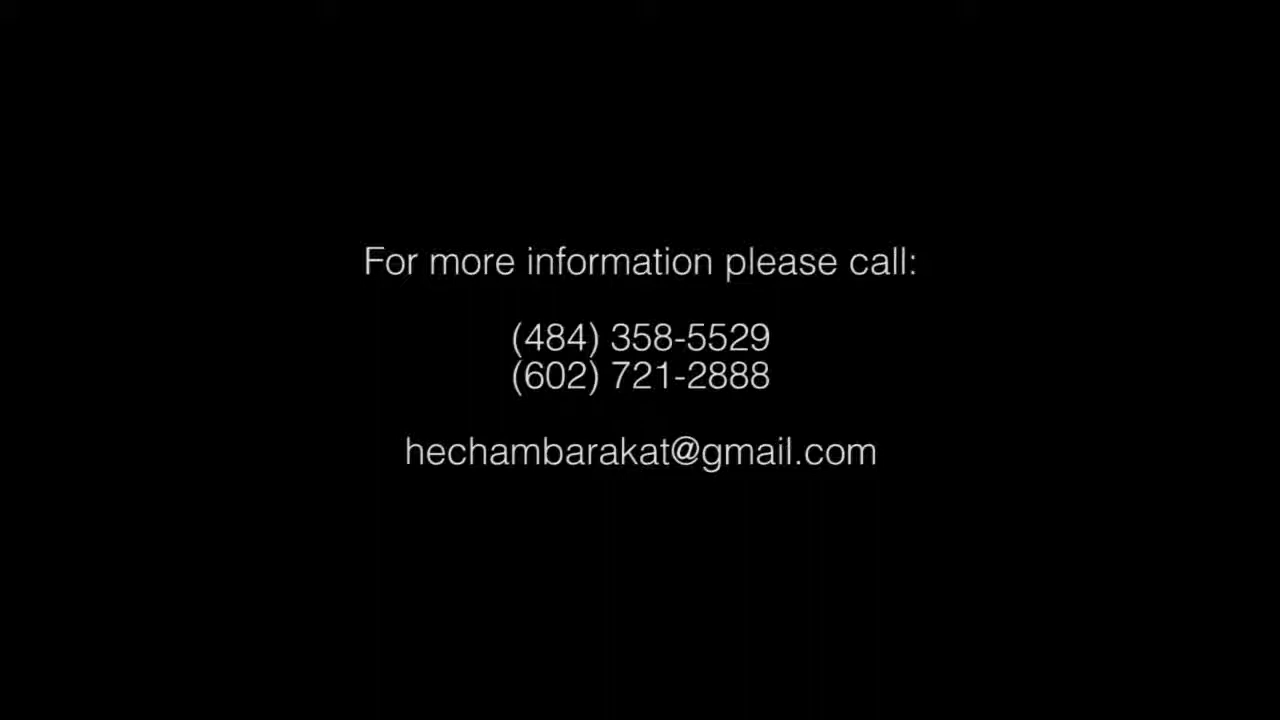 For more information please call:
(484) 358-5529
(602) 721-2888
hechambarakat@gmail.com